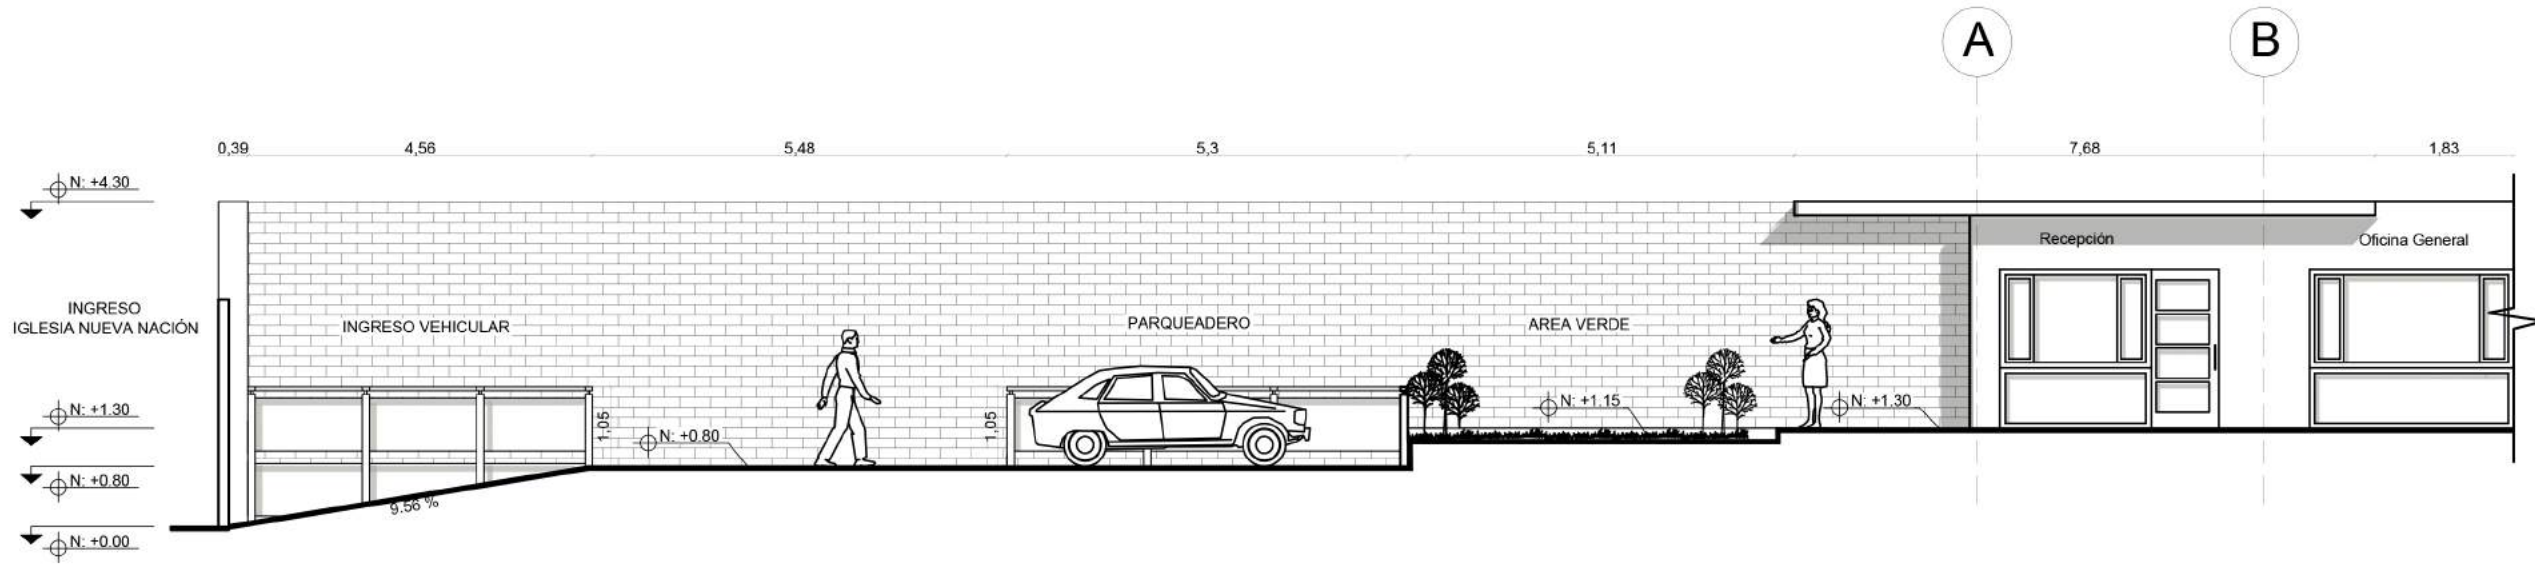 A
B
0,39
4,56
5,48
5,3
5,11
7,68
1,83
N: +4.30
Recepción
Oficina General
INGRESO
IGLESIA NUEVA NACIÓN
INGRESO VEHICULAR
PARQUEADERO
AREA VERDE
N: +1.30
1,05
N: +0.80
1,05
N: +1.15
N: +1.30
N: +0.80
9.56 %
N: +0.00